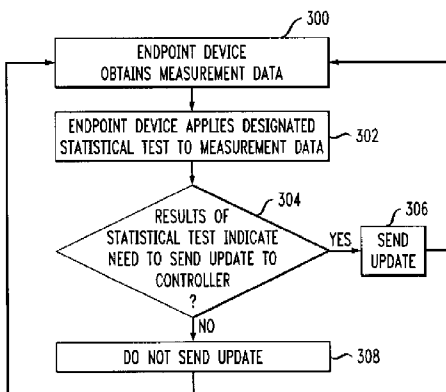 300
ENDPOINT DEVICE
OBTAINS MEASUREMENT DATA
ENDPOINT DEVICE APPLIES DESIGNATED
STATISTICAL TEST TO MEASUREMENT DATA
302
304
RESULTS OF
STATISTICAL TEST INDICATE
NEED TO SEND UPDATE TO
CONTROLLER
?
YES
306
SEND
UPDATE
NO
DO NOT SEND UPDATE
308